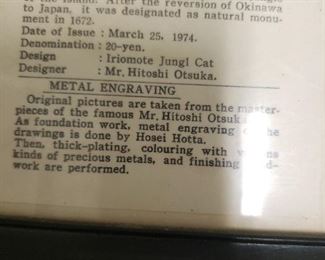 of the Island. After the reversion of Okinawa
to Japan, it was designated as natural monu-
ment in 1672.
Date of Issue : March 25, 1974.
Denomination : 20-yen.
Design : Iriomote Jungl Cat
Designer : Mr. Hitoshi Otsuka.
METAL ENGRAVING
Original pictures are taken from the master-
pieces of the famous Mr. Hitoshi Otsuk
As foundation work, metal engraving the
drawings is done by Hosei Hotta.
Then, thick-plating, colouring with
kinds of precious metals, and finishing
work are performed.